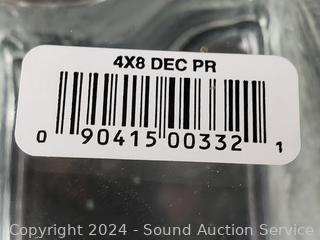 4X8 DEC PR
0 90415 00332 1
Copyright 2024 - Sound Auction Service